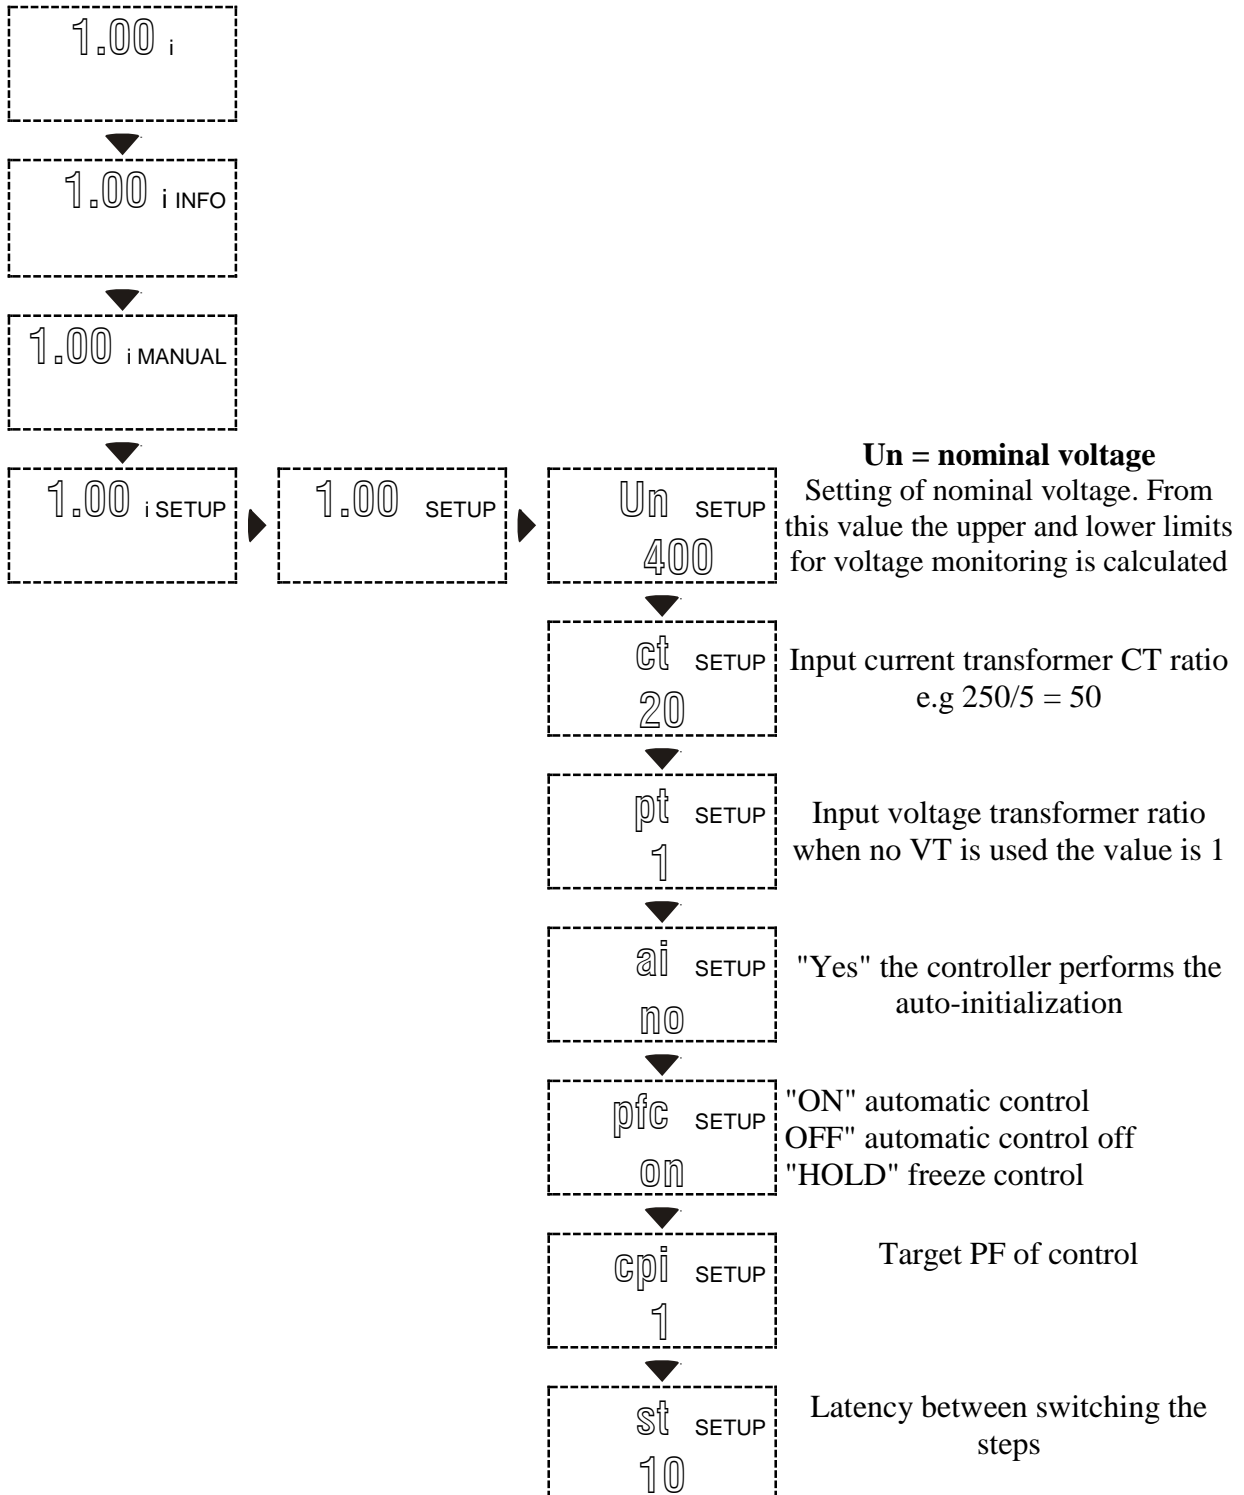 1.00 i
1.00 i INFO
1.00 i MANUAL
1.00 i SETUP
1.00 SETUP
Un SETUP
400
Un = nominal voltage
Setting of nominal voltage. From
this value the upper and lower limits
for voltage monitoring is calculated
ct SETUP
20
Input current transformer CT ratio
e.g 250/5 = 50
pt SETUP
1
Input voltage transformer ratio
when no VT is used the value is 1
ai SETUP
no
"Yes" the controller performs the
auto-initialization
pfc SETUP
on
"ON" automatic control
OFF" automatic control off
"HOLD" freeze control
cpi SETUP
1
Target PF of control
st SETUP
10
Latency between switching the
steps